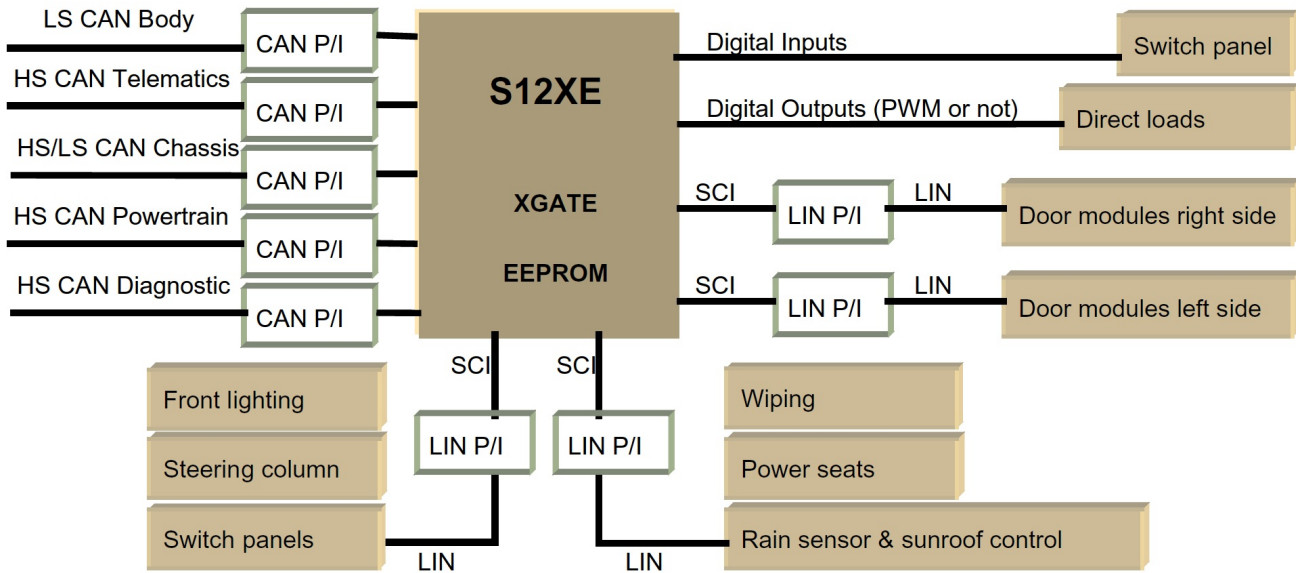 LS CAN Body
CAN P/I
HS CAN Telematics
CAN P/I
HS/LS CAN Chassis
CAN P/I
HS CAN Powertrain
CAN P/I
HS CAN Diagnostic
CAN P/I
S12XE
XGATE
EEPROM
Digital Inputs
Switch panel
Digital Outputs (PWM or not)
Direct loads
SCI
LIN P/I
LIN
Door modules right side
SCI
LIN P/I
LIN
Door modules left side
SCI
SCI
Front lighting
Steering column
Switch panels
LIN P/I
LIN P/I
LIN
LIN
Wiping
Power seats
Rain sensor & sunroof control